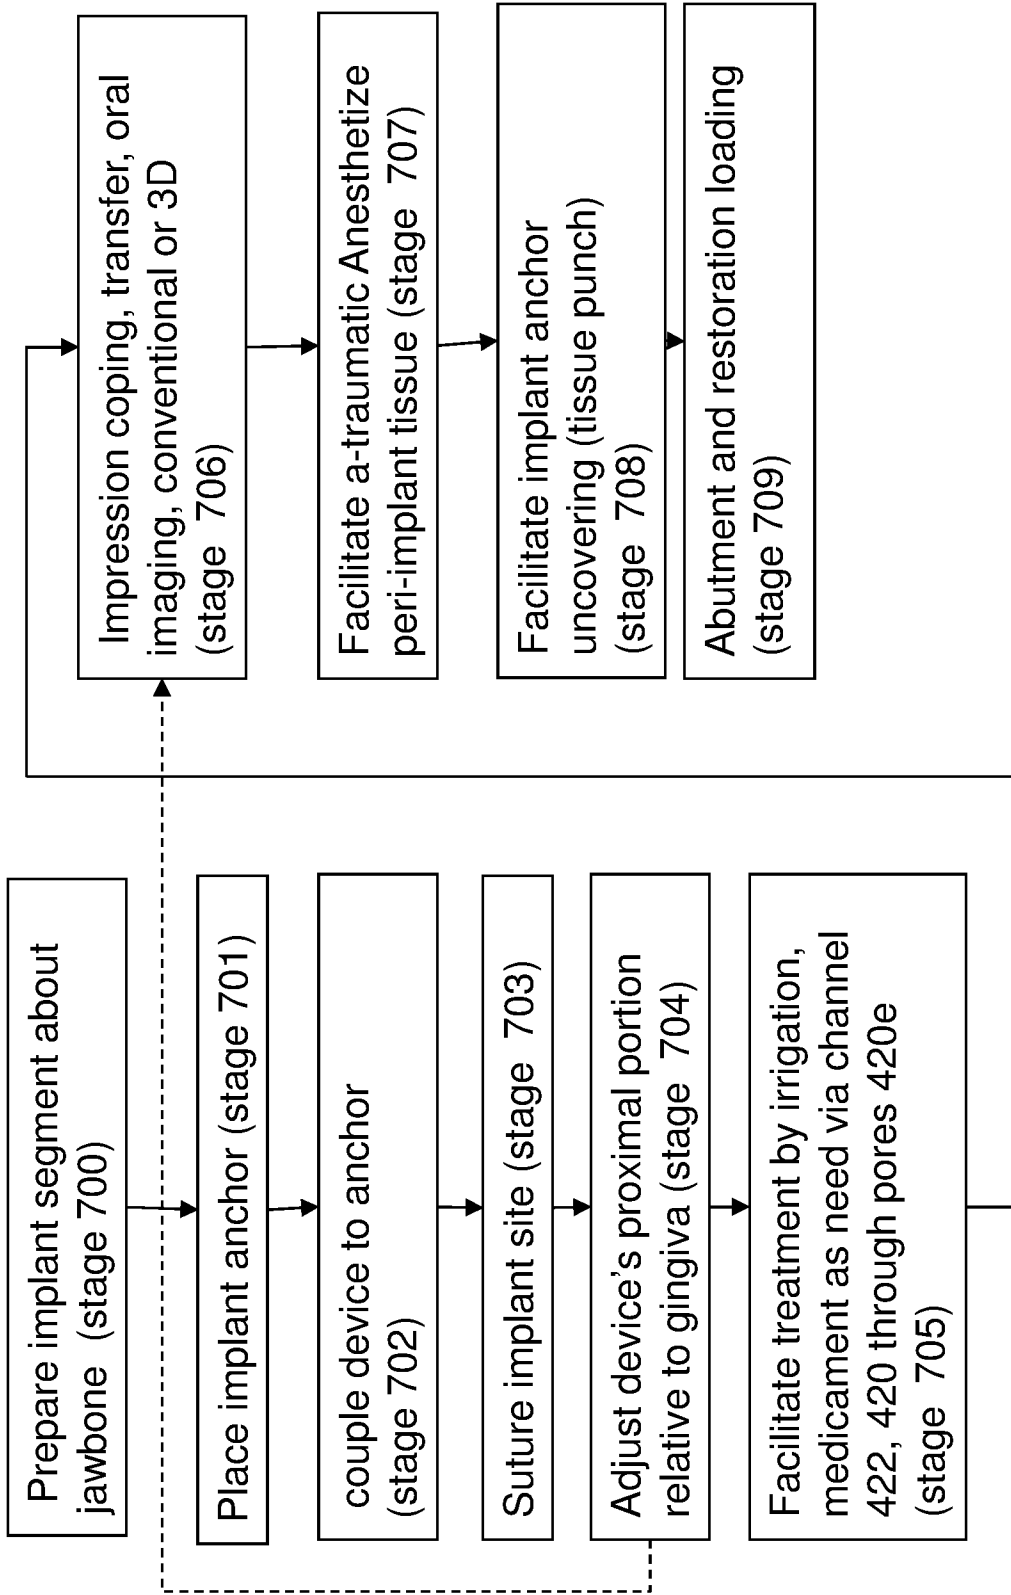 Prepare implant segment about
jawbone (stage 700)
Place implant anchor (stage 701)
couple device to anchor
(stage 702)
Suture implant site (stage 703)
Adjust device's proximal portion
relative to gingiva (stage 704)
Facilitate treatment by irrigation,
medicament as need via channel
422, 420 through pores 420e
(stage 705)
Impression coping, transfer, oral
imaging, conventional or 3D
(stage 706)
Facilitate a-traumatic Anesthetize
peri-implant tissue (stage 707)
Facilitate implant anchor
uncovering (tissue punch)
(stage 708)
Abutment and restoration loading
(stage 709)